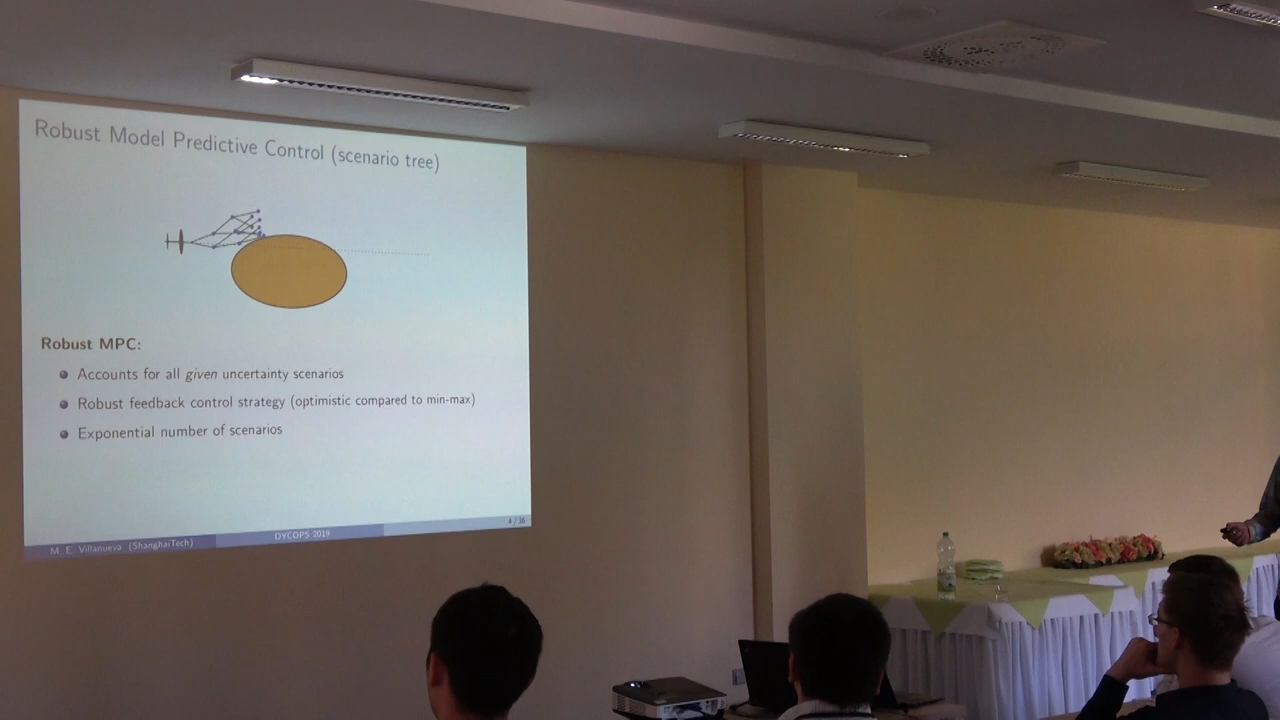 Robust Model Predictive Control (scenario tree)
Robust MPC:
Accounts for all given uncertainty scenarios
Robust feedback control strategy (optimistic compared to min-max)
Exponential number of scenarios
4 / 36
M. E. Villanueva (ShanghaiTech)
DYCOPS 2019